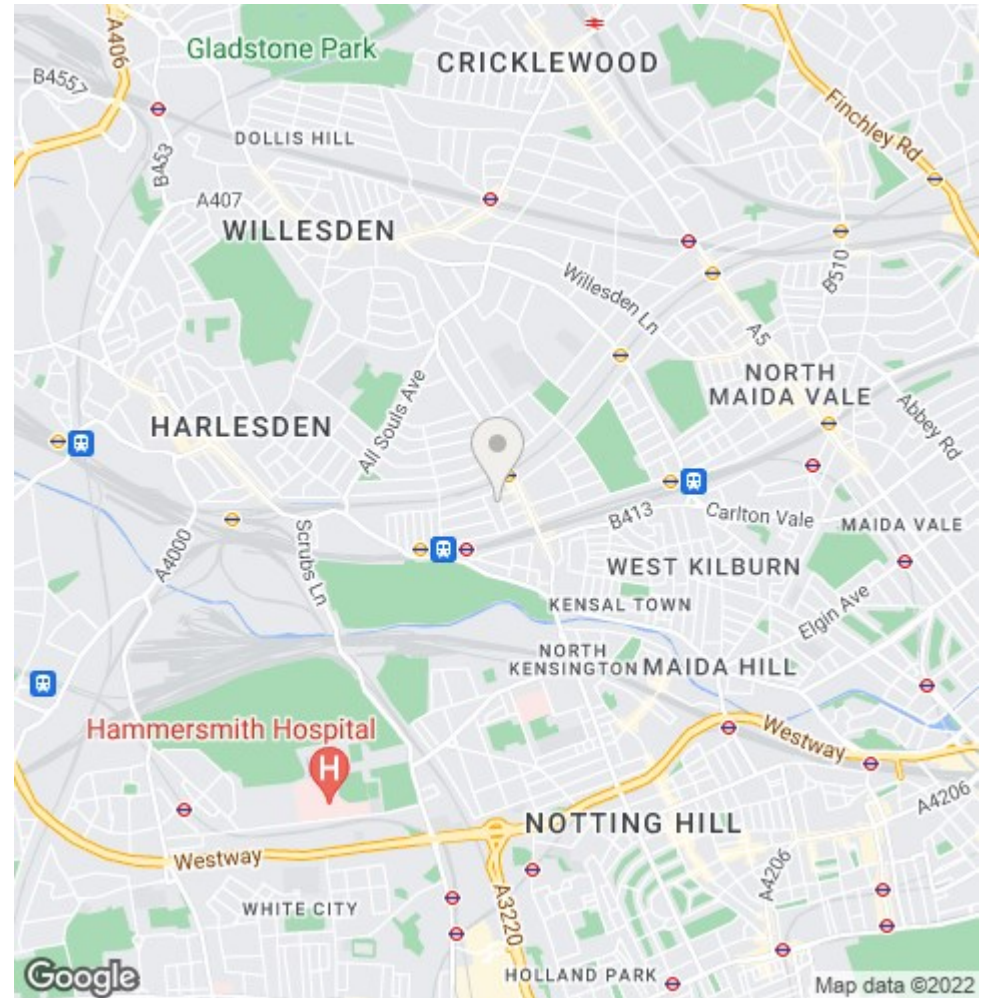 A406
Gladstone Park
CRICKLEWOOD
B4557
Finchley Rd
DOLLIS HILL
B453
A407
WILLESDEN
B510
Willesden Ln
A5
NORTH
MAIDA VALE
All Souls Ave
Abbey Rd
HARLESDEN
B413
Carlton Vale
MAIDA VALE
A4000
Scrubs Ln
WEST KILBURN
KENSAL TOWN
Elgin Ave
NORTH
KENSINGTON
MAIDA HILL
Hammersmith Hospital
H
Westway
A4206
NOTTING HILL
Westway
A4206
WHITE CITY
A3220
HOLLAND PARK
Google
Map data ©2022